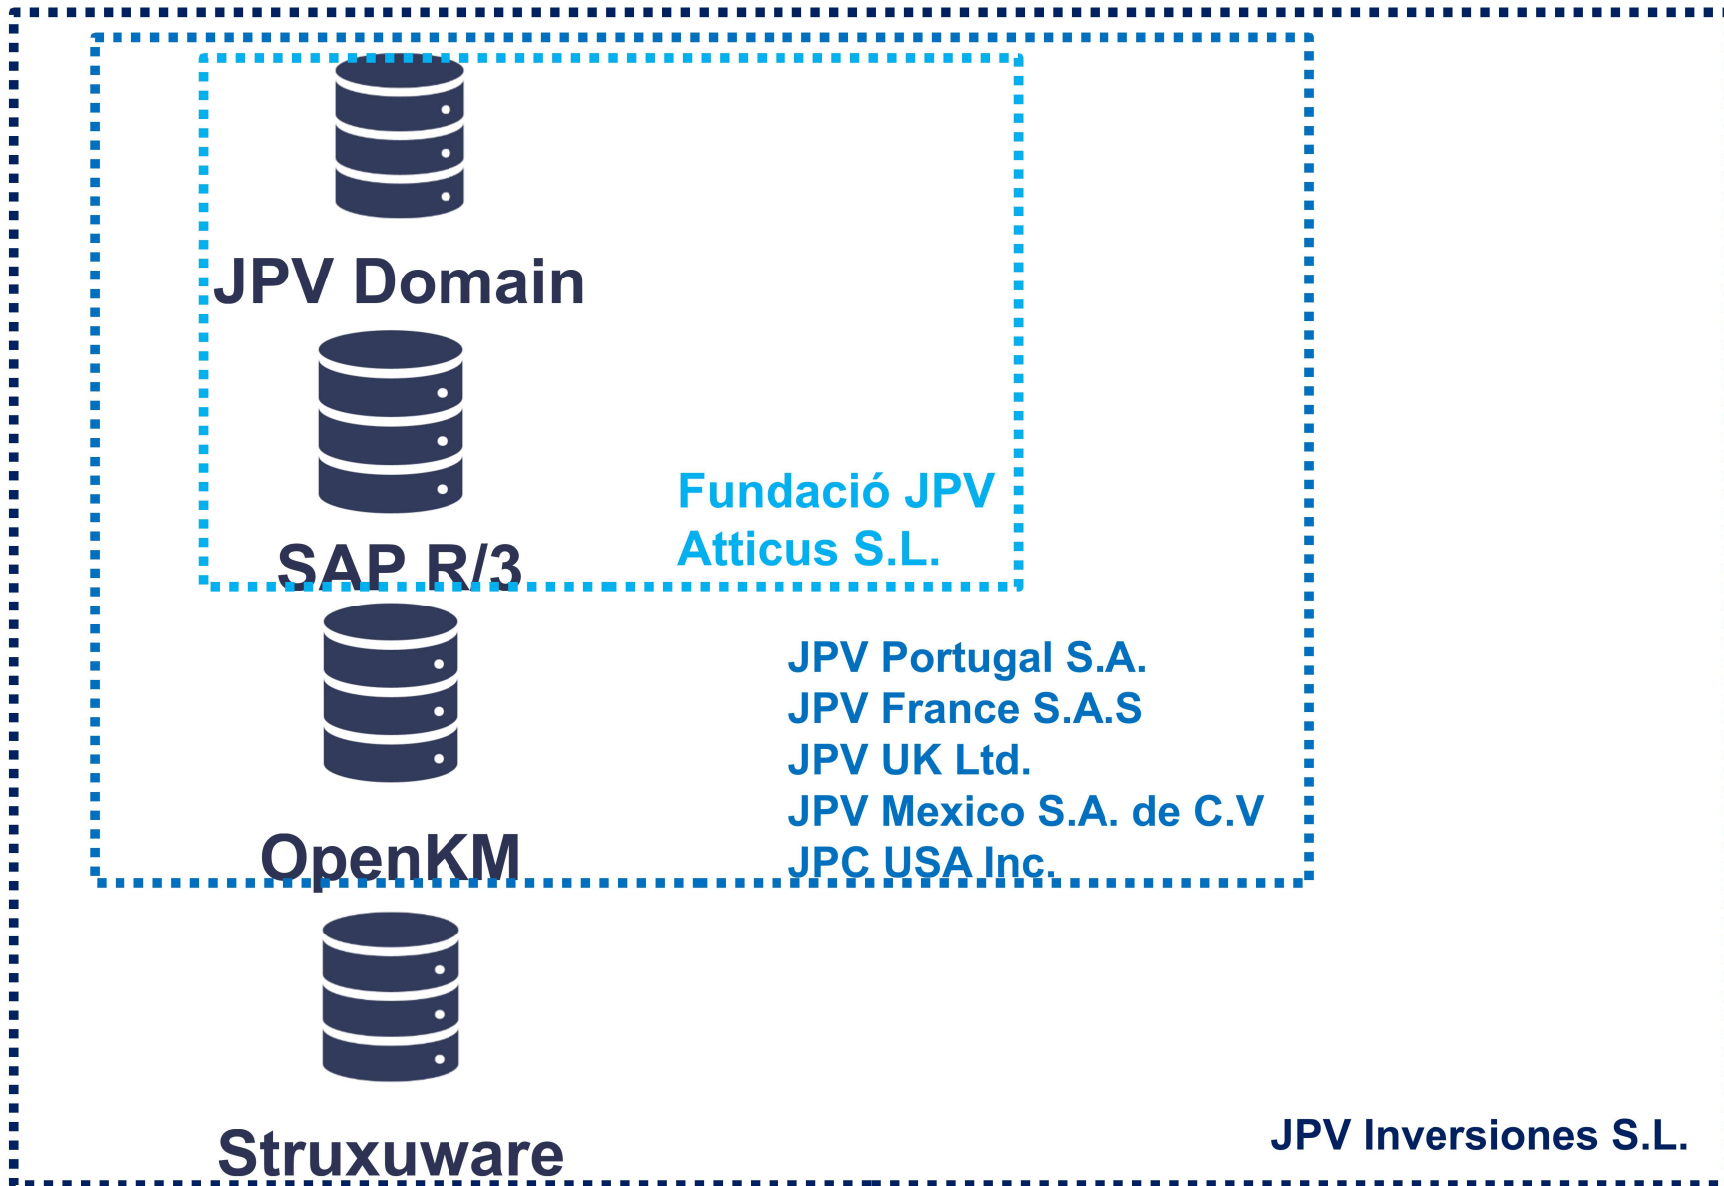 JPV Domain
SAP R/3
Fundació JPV
Atticus S.L.
OpenKM
JPV Portugal S.A.
JPV France S.A.S
JPV UK Ltd.
JPV Mexico S.A. de C.V
JPC USA Inc.
Struxuware
JPV Inversiones S.L.